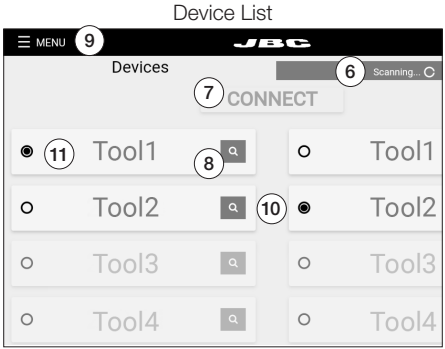 Device List
☰ MENU 9 JBC
Devices 6 Scanning...
7 CONNECT
11 Tool1 8 Tool1
Tool2 10 Tool2
Tool3 Tool3
Tool4 Tool4